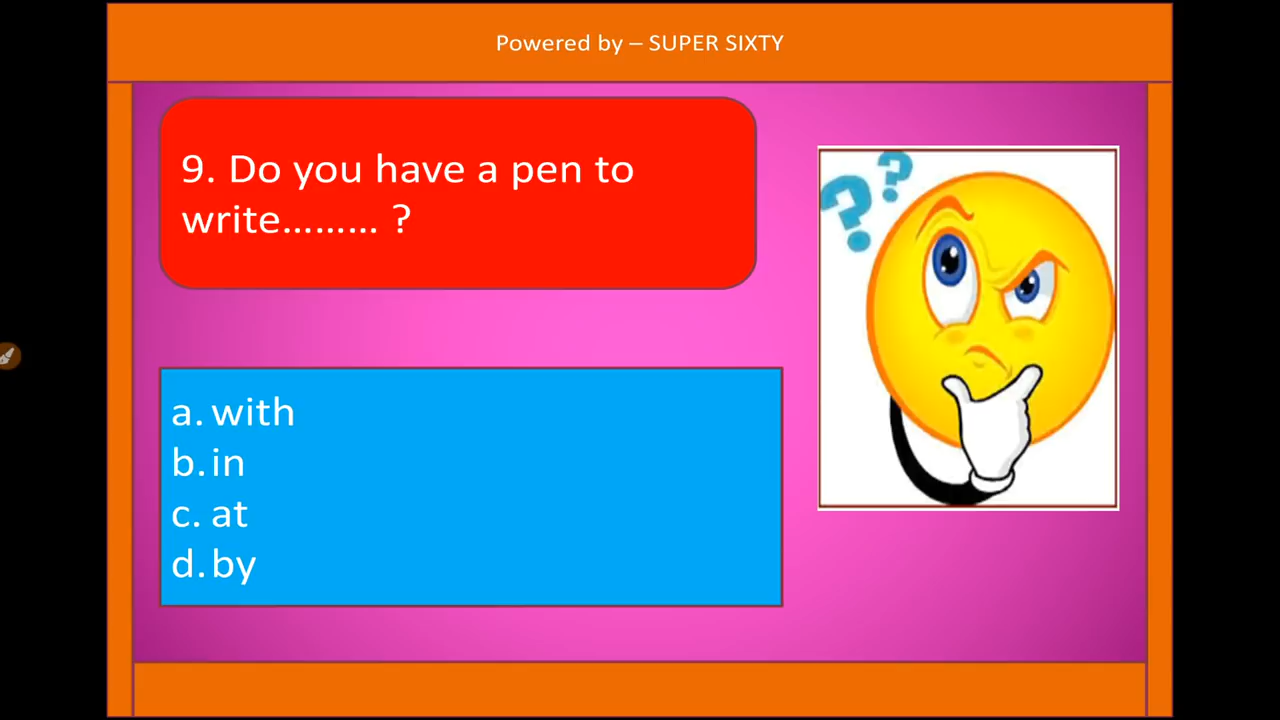 Powered by – SUPER SIXTY
9. Do you have a pen to
write......... ?
a. with
b. in
c. at
d. by